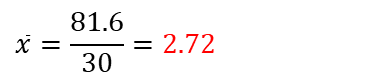 x̄ = 81.6/30 = 2.72